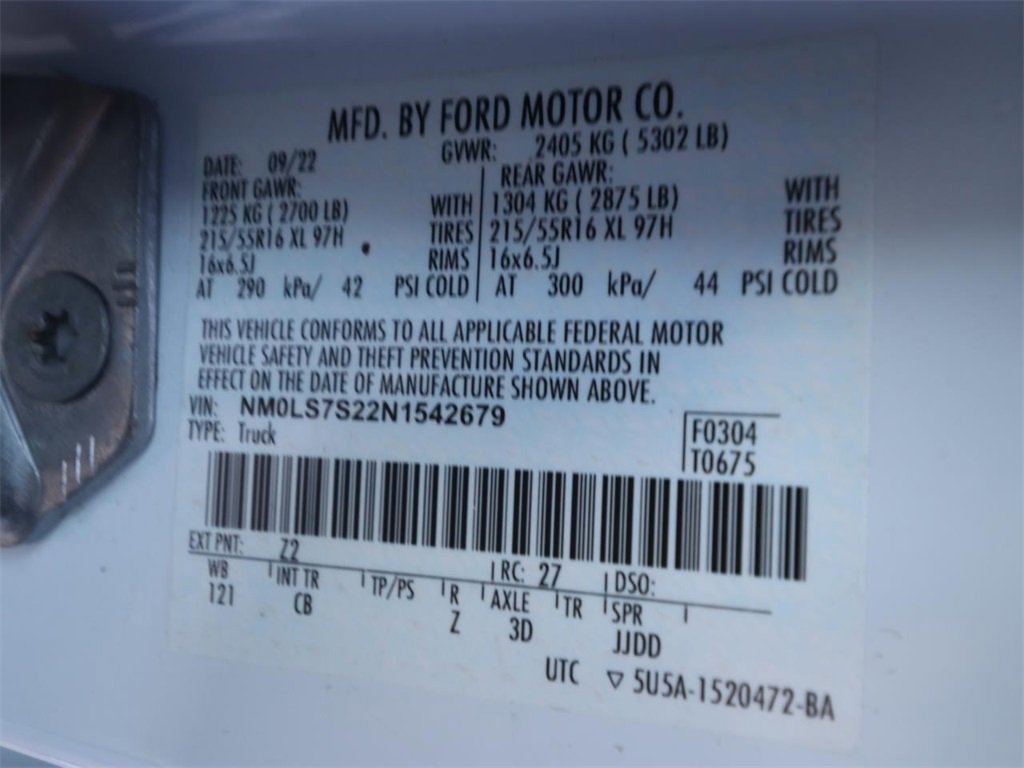 MFD. BY FORD MOTOR CO.
DATE: 09/22 GVWR: 2405 KG ( 5302 LB)
FRONT GAWR: REAR GAWR:
1225 KG ( 2700 LB) WITH 1304 KG ( 2875 LB) WITH
215/55R16 XL 97H TIRES 215/55R16 XL 97H TIRES
16x6.5J RIMS 16x6.5J RIMS
AT 290 kPa/ 42 PSI COLD AT 300 kPa/ 44 PSI COLD
THIS VEHICLE CONFORMS TO ALL APPLICABLE FEDERAL MOTOR
VEHICLE SAFETY AND THEFT PREVENTION STANDARDS IN
EFFECT ON THE DATE OF MANUFACTURE SHOWN ABOVE.
VIN: NM0LS7S22N1542679
TYPE: Truck
F0304
T0675
EXT PNT: Z2 RC: 27 DSO:
WB INT TR TP/PS R AXLE TR SPR
121 CB Z 3D JJDD
UTC ▽ 5U5A-1520472-BA